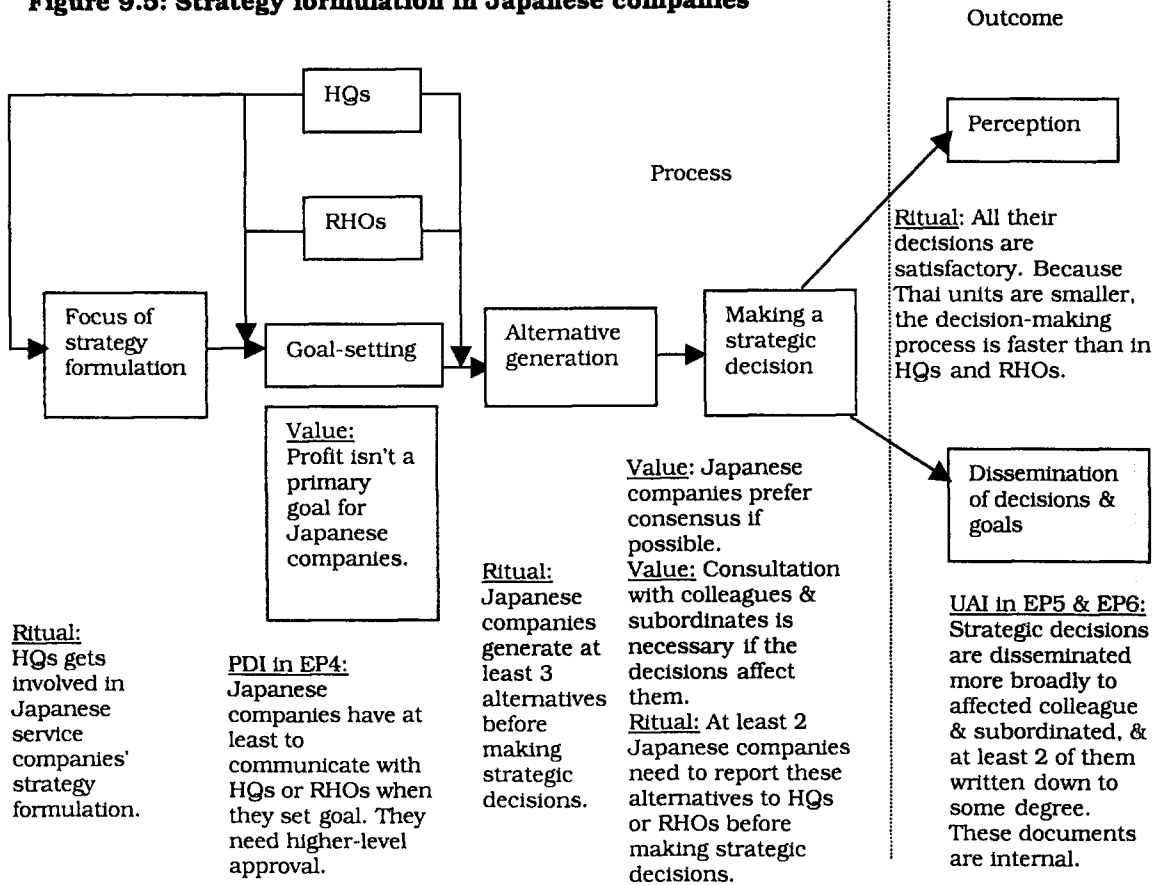 Figure 9.5: Strategy formulation in Japanese companies
Outcome
HQs
Perception
Process
RHOs
Ritual: All their
decisions are
satisfactory. Because
Thai units are smaller,
the decision-making
process is faster than in
HQs and RHOs.
Focus of
strategy
formulation
Goal-setting
Alternative
generation
Making a
strategic
decision
Value:
Profit isn't a
primary
goal for
Japanese
companies.
Dissemination
of decisions &
goals
Ritual:
HQs gets
involved in
Japanese
service
companies'
strategy
formulation.
PDI in EP4:
Japanese
companies have at
least to
communicate with
HQs or RHOs when
they set goal. They
need higher-level
approval.
Ritual:
Japanese
companies
generate at
least 3
alternatives
before
making
strategic
decisions.
Value: Japanese
companies prefer
consensus if
possible.
Value: Consultation
with colleagues &
subordinates is
necessary if the
decisions affect
them.
Ritual: At least 2
Japanese companies
need to report these
alternatives to HQs
or RHOs before
making strategic
decisions.
UAI in EP5 & EP6:
Strategic decisions
are disseminated
more broadly to
affected colleague
& subordinated, &
at least 2 of them
written down to
some degree.
These documents
are internal.